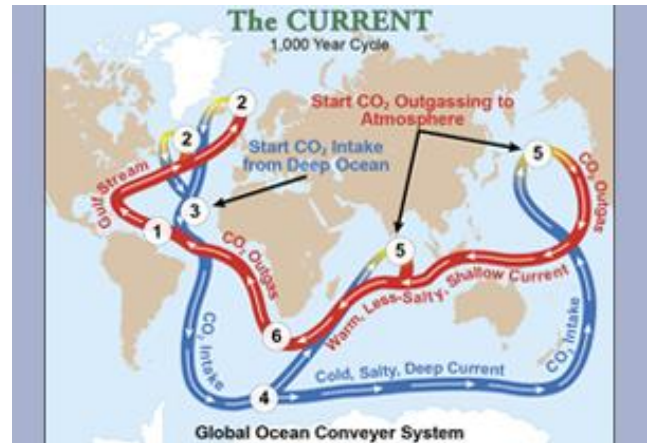 The CURRENT
1,000 Year Cycle
2
2
Start CO₂ Outgassing to
Atmosphere
Start CO₂ Intake
from Deep Ocean
5
CO₂ Outgas
Gulf Stream
3
1
CO₂ Outgas
5
Warm, Less-Salty, Shallow Current
CO₂ Intake
6
CO₂ Intake
4
Cold, Salty, Deep Current
Global Ocean Conveyer System